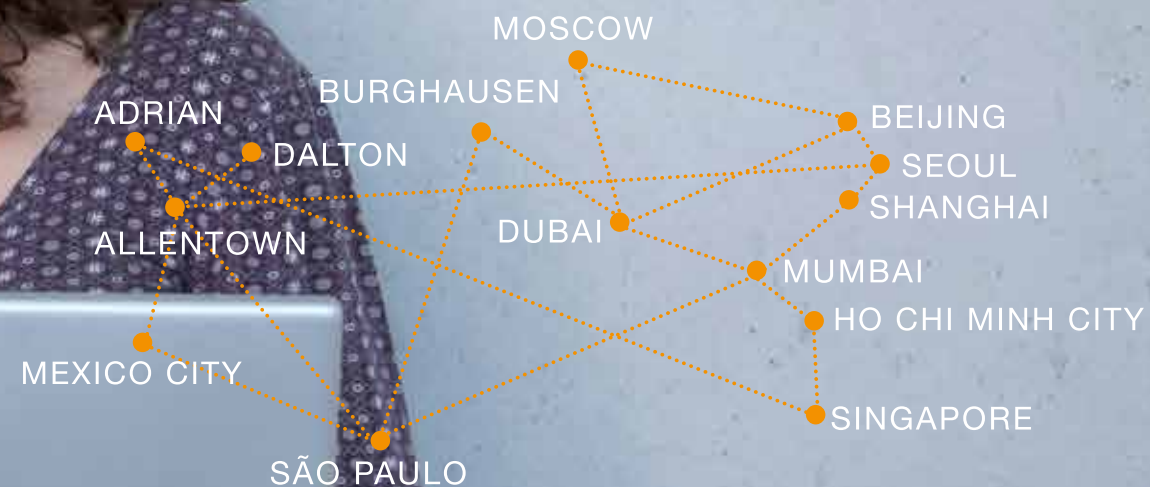 MOSCOW
BURGHAUSEN
ADRIAN
BEIJING
DALTON
SEOUL
SHANGHAI
DUBAI
ALLENTOWN
MUMBAI
HO CHI MINH CITY
MEXICO CITY
SINGAPORE
SÃO PAULO